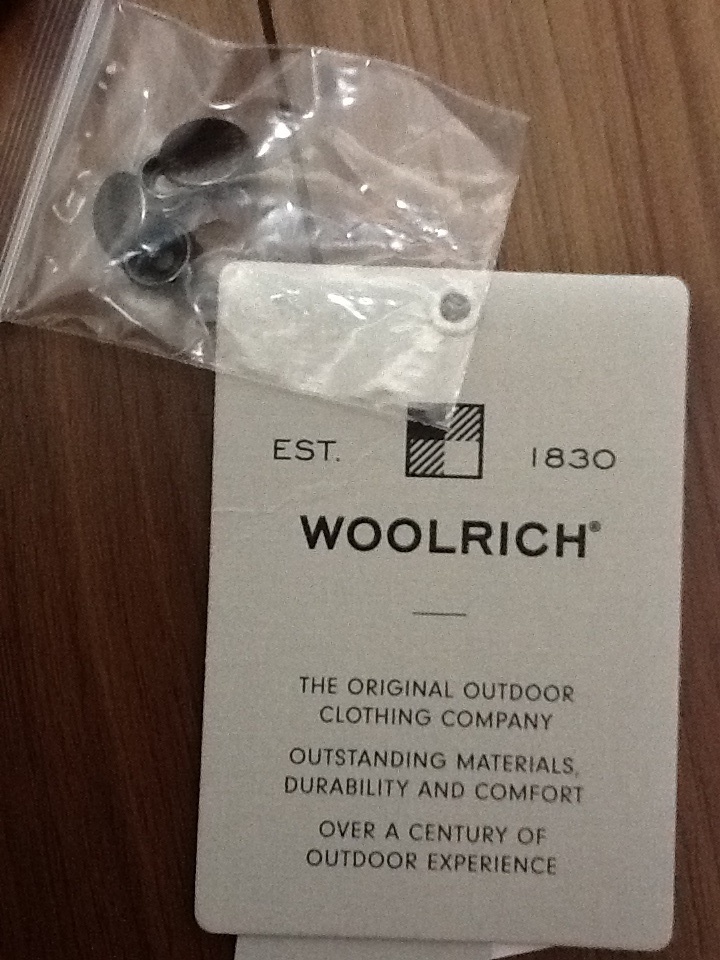 EST. 1830
WOOLRICH®
THE ORIGINAL OUTDOOR
CLOTHING COMPANY
OUTSTANDING MATERIALS,
DURABILITY AND COMFORT
OVER A CENTURY OF
OUTDOOR EXPERIENCE